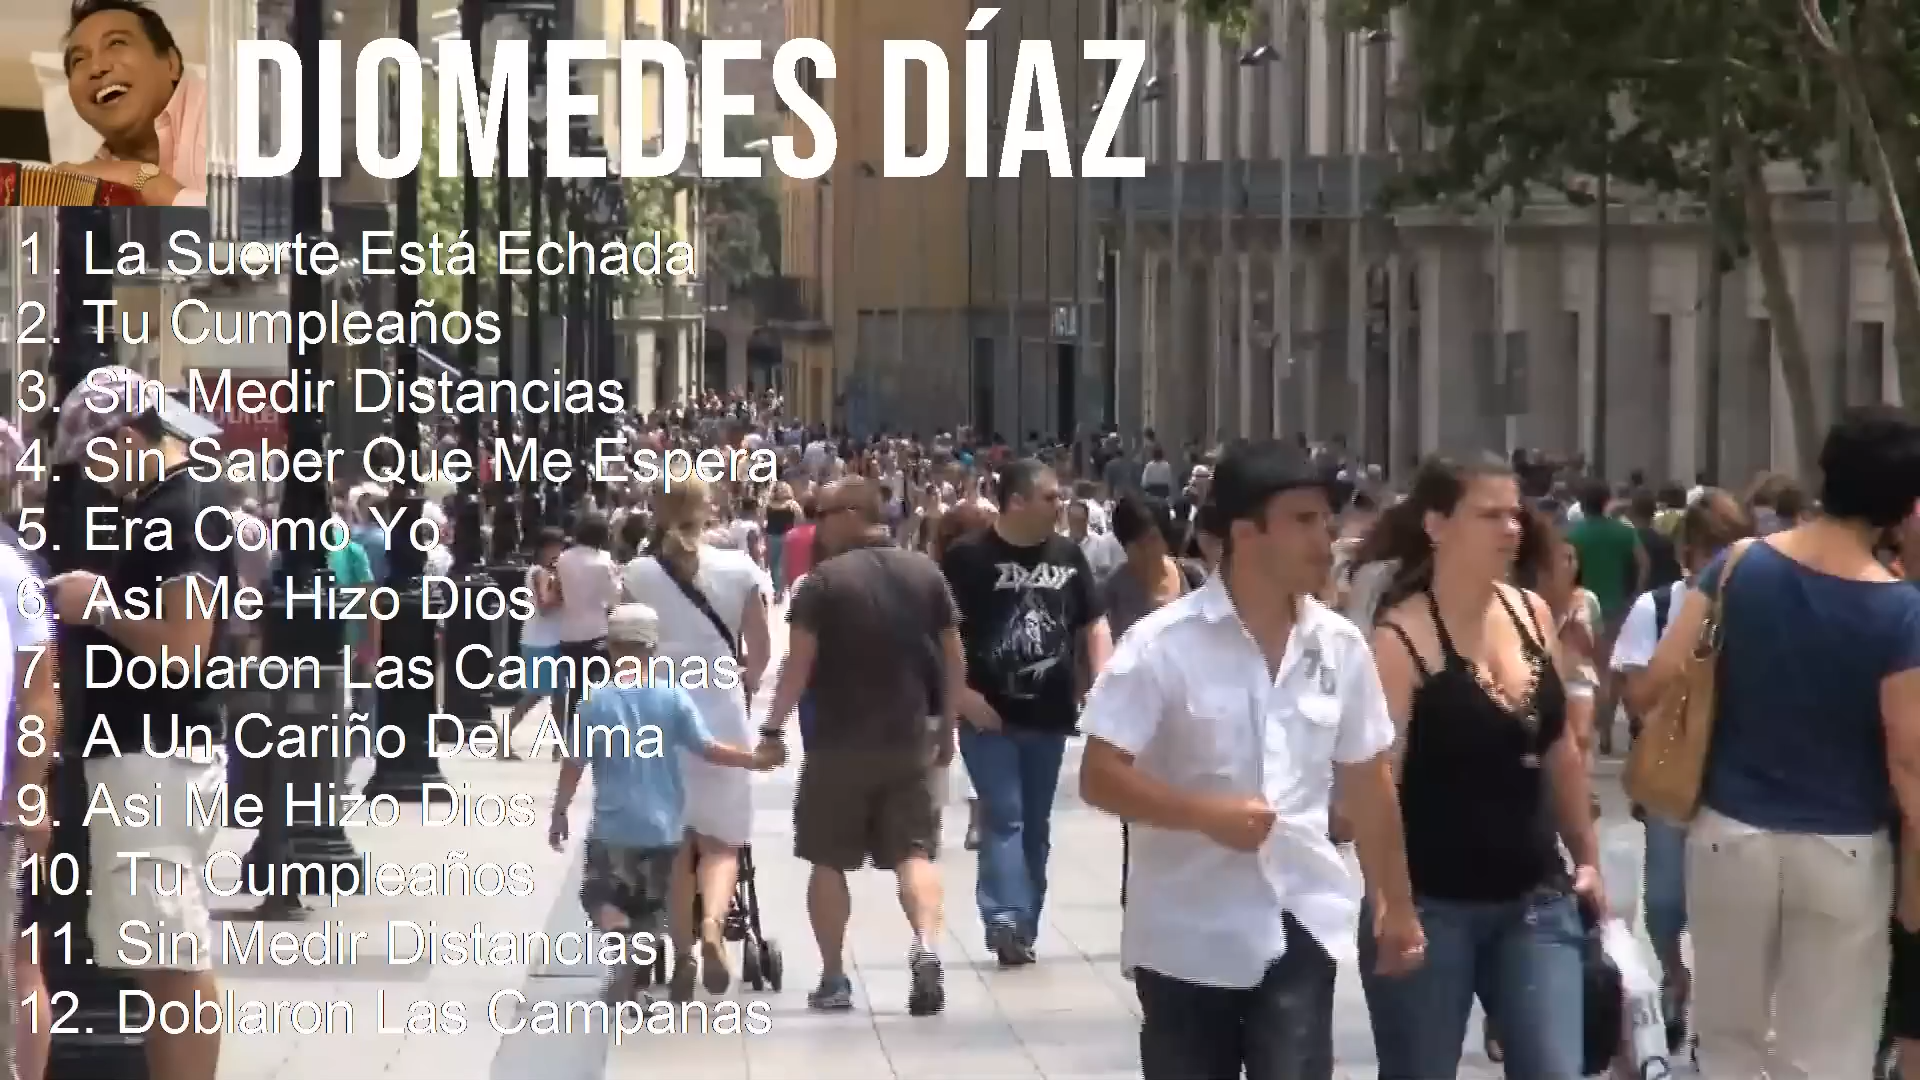 DIOMEDES DÍAZ
1. La Suerte Está Echada
2. Tu Cumpleaños
3. Sin Medir Distancias
4. Sin Saber Que Me Espera
5. Era Como Yo
6. Asi Me Hizo Dios
7. Doblaron Las Campanas
8. A Un Cariño Del Alma
9. Asi Me Hizo Dios
10. Tu Cumpleaños
11. Sin Medir Distancias
12. Doblaron Las Campanas